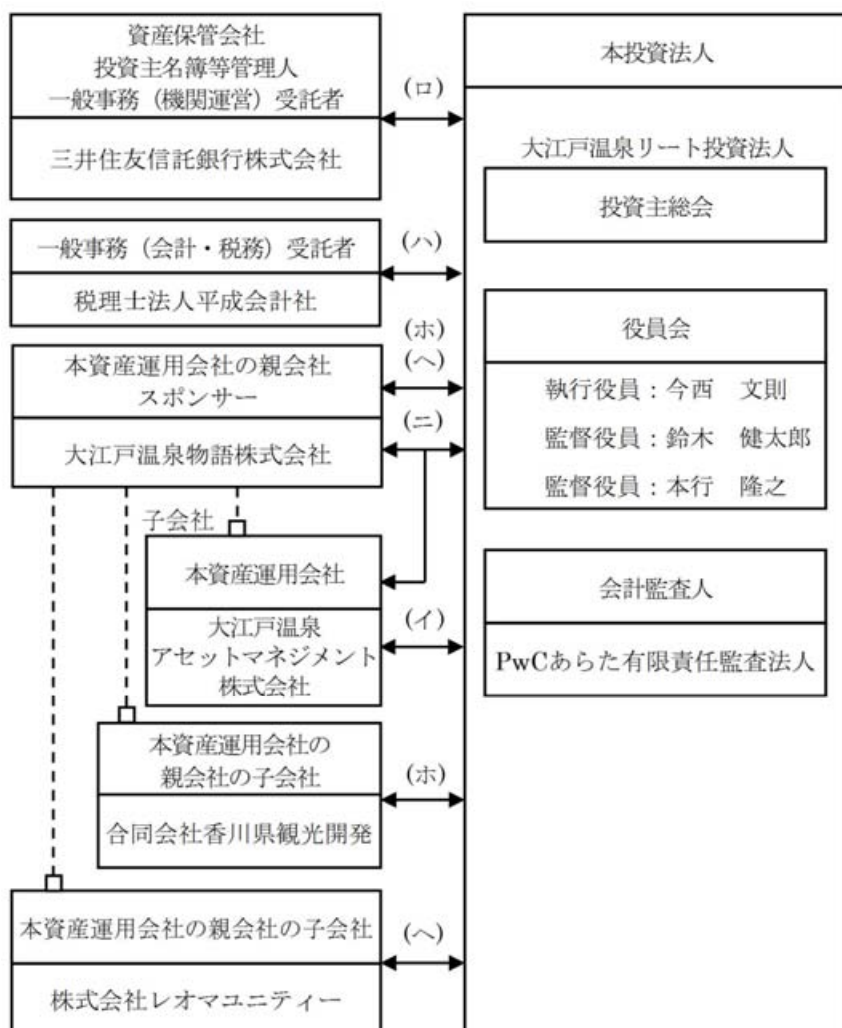 資産保管会社
投資主名簿等管理人
一般事務（機関運営）受託者
(ロ)
三井住友信託銀行株式会社
一般事務（会計・税務）受託者
(ハ)
税理士法人平成会計社
(ホ)
(ヘ)
本資産運用会社の親会社
スポンサー
(ニ)
大江戸温泉物語株式会社
子会社
本資産運用会社
大江戸温泉
アセットマネジメント
株式会社
(イ)
本資産運用会社の
親会社の子会社
(ホ)
合同会社香川県観光開発
本資産運用会社の親会社の子会社
(ヘ)
株式会社レオマユニティー
本投資法人
大江戸温泉リート投資法人
投資主総会
役員会
執行役員：今西　文則
監督役員：鈴木　健太郎
監督役員：本行　隆之
会計監査人
PwCあらた有限責任監査法人